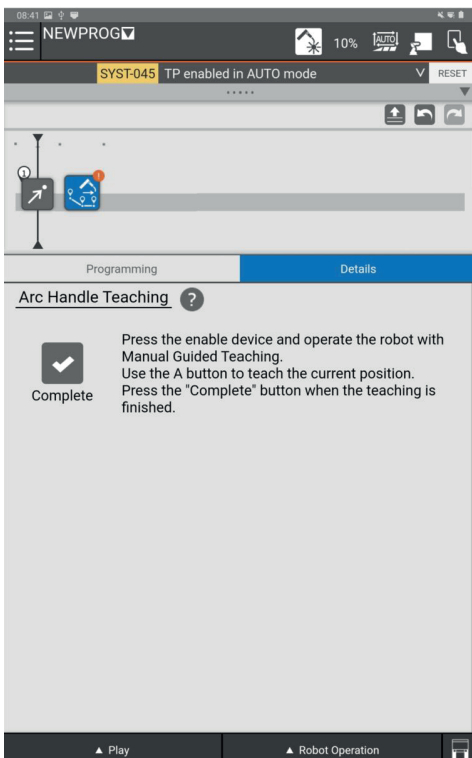 08:41
NEWPROG
10%
AUTO
SYST-045 TP enabled in AUTO mode
RESET
1
!
Programming
Details
Arc Handle Teaching ?
Complete
Press the enable device and operate the robot with
Manual Guided Teaching.
Use the A button to teach the current position.
Press the "Complete" button when the teaching is
finished.
▲ Play
▲ Robot Operation